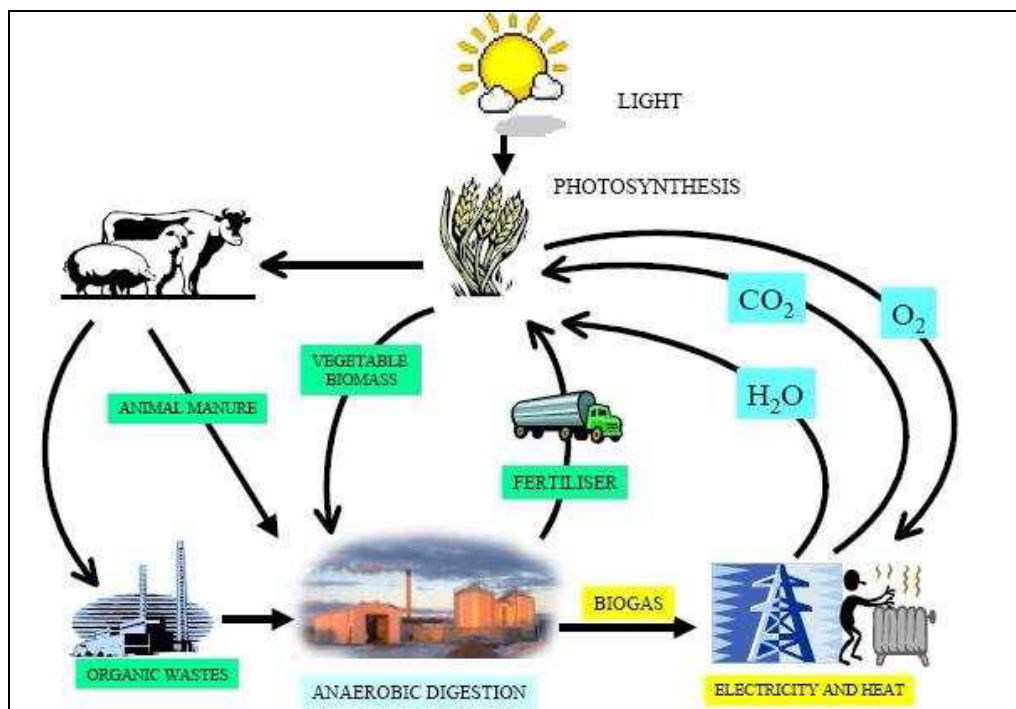 LIGHT
PHOTOSYNTHESIS
CO2
O2
VEGETABLE
BIOMASS
ANIMAL MANURE
H2O
FERTILISER
BIOGAS
ORGANIC WASTES
ANAEROBIC DIGESTION
ELECTRICITY AND HEAT